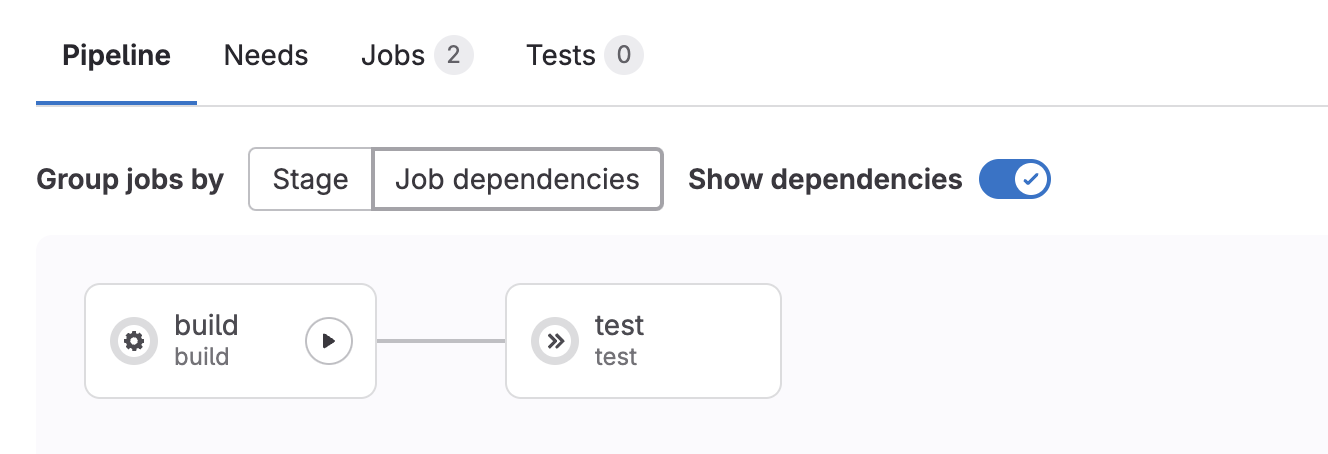 Pipeline Needs Jobs 2 Tests 0
Group jobs by Stage Job dependencies Show dependencies
build
build
test
test